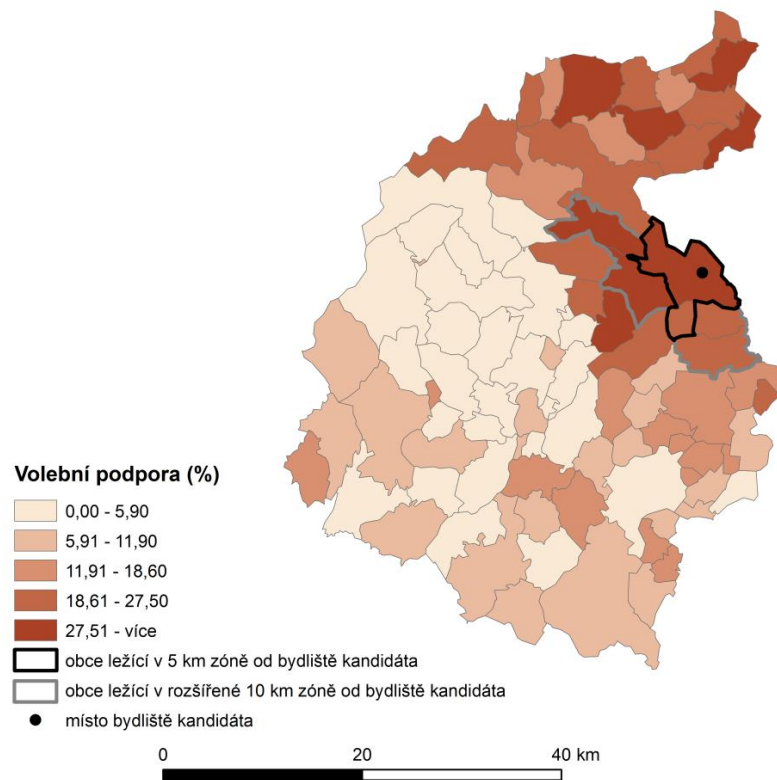 Volební podpora (%)
0,00 - 5,90
5,91 - 11,90
11,91 - 18,60
18,61 - 27,50
27,51 - více
obce ležící v 5 km zóně od bydliště kandidáta
obce ležící v rozšířené 10 km zóně od bydliště kandidáta
místo bydliště kandidáta
0 20 40 km